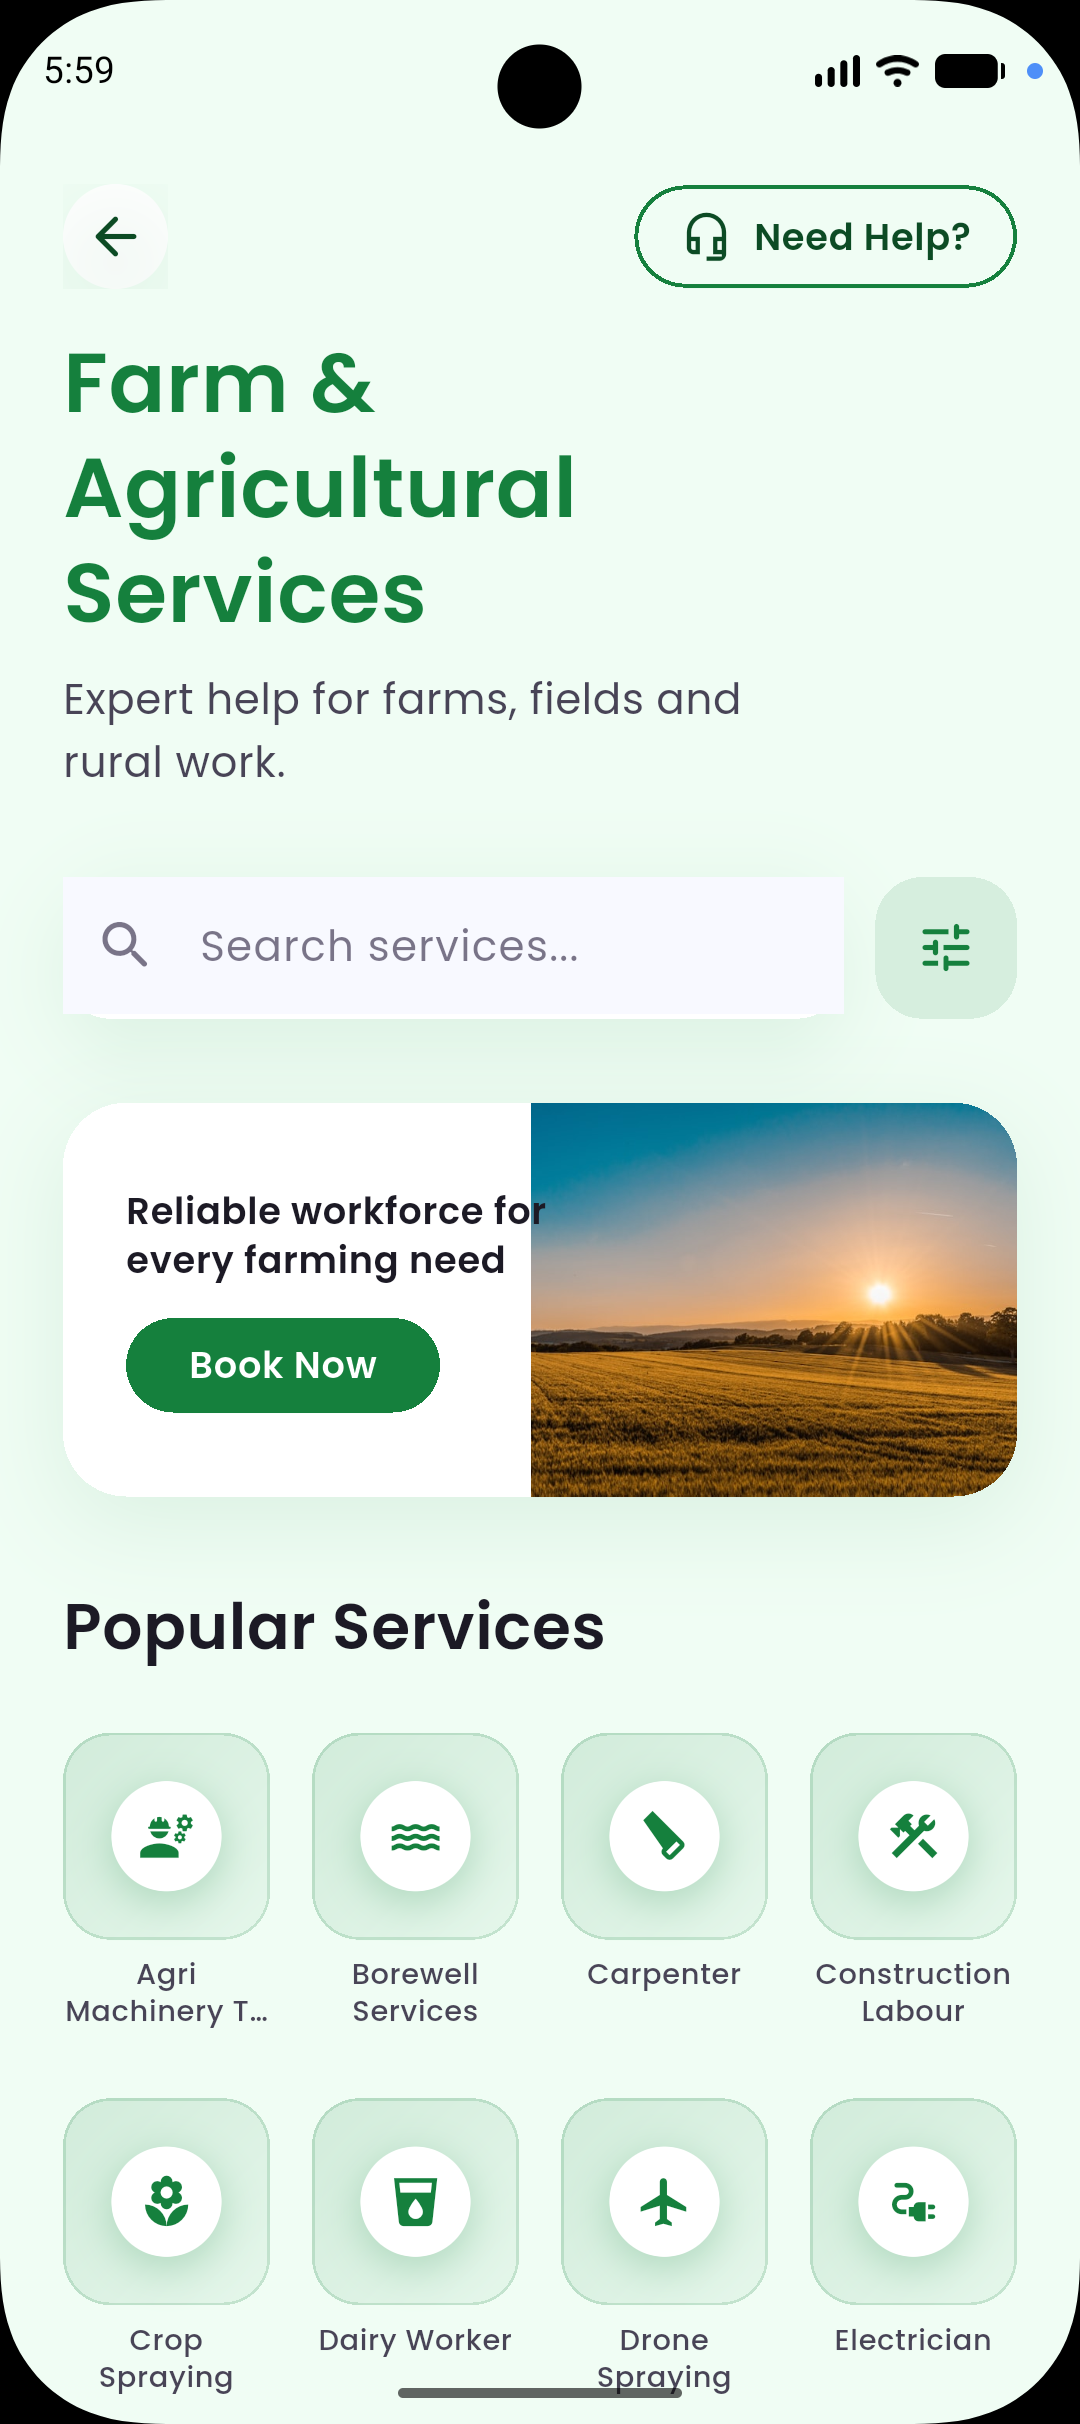 5:59
Need Help?
Farm &
Agricultural
Services
Expert help for farms, fields and
rural work.
Search services...
Reliable workforce for
every farming need
Book Now
Popular Services
Agri
Machinery T...
Borewell
Services
Carpenter
Construction
Labour
Crop
Spraying
Dairy Worker
Drone
Spraying
Electrician